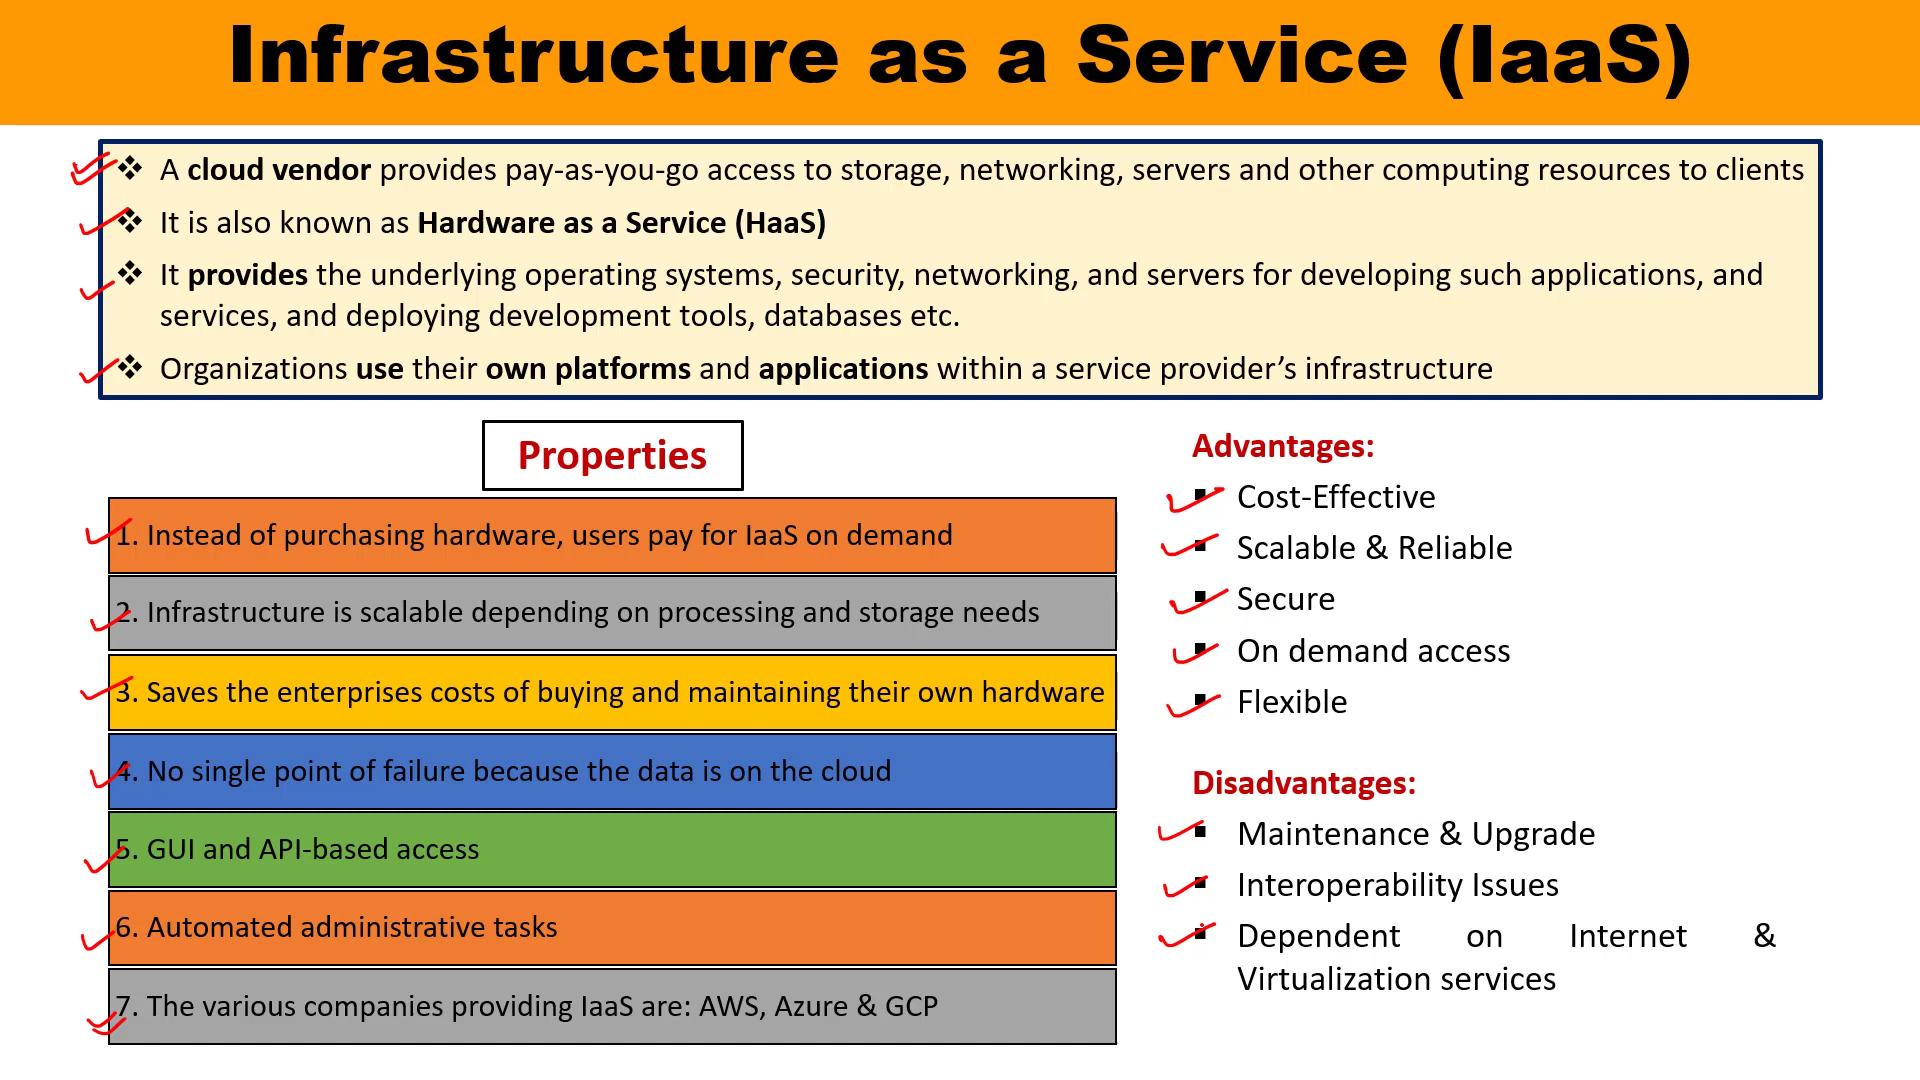 Infrastructure as a Service (IaaS)
❖ A cloud vendor provides pay-as-you-go access to storage, networking, servers and other computing resources to clients
❖ It is also known as Hardware as a Service (HaaS)
❖ It provides the underlying operating systems, security, networking, and servers for developing such applications, and
services, and deploying development tools, databases etc.
❖ Organizations use their own platforms and applications within a service provider’s infrastructure
Properties
1. Instead of purchasing hardware, users pay for IaaS on demand
2. Infrastructure is scalable depending on processing and storage needs
3. Saves the enterprises costs of buying and maintaining their own hardware
4. No single point of failure because the data is on the cloud
5. GUI and API-based access
6. Automated administrative tasks
7. The various companies providing IaaS are: AWS, Azure & GCP
Advantages:
▪ Cost-Effective
▪ Scalable & Reliable
▪ Secure
▪ On demand access
▪ Flexible
Disadvantages:
▪ Maintenance & Upgrade
▪ Interoperability Issues
▪ Dependent on Internet &
Virtualization services